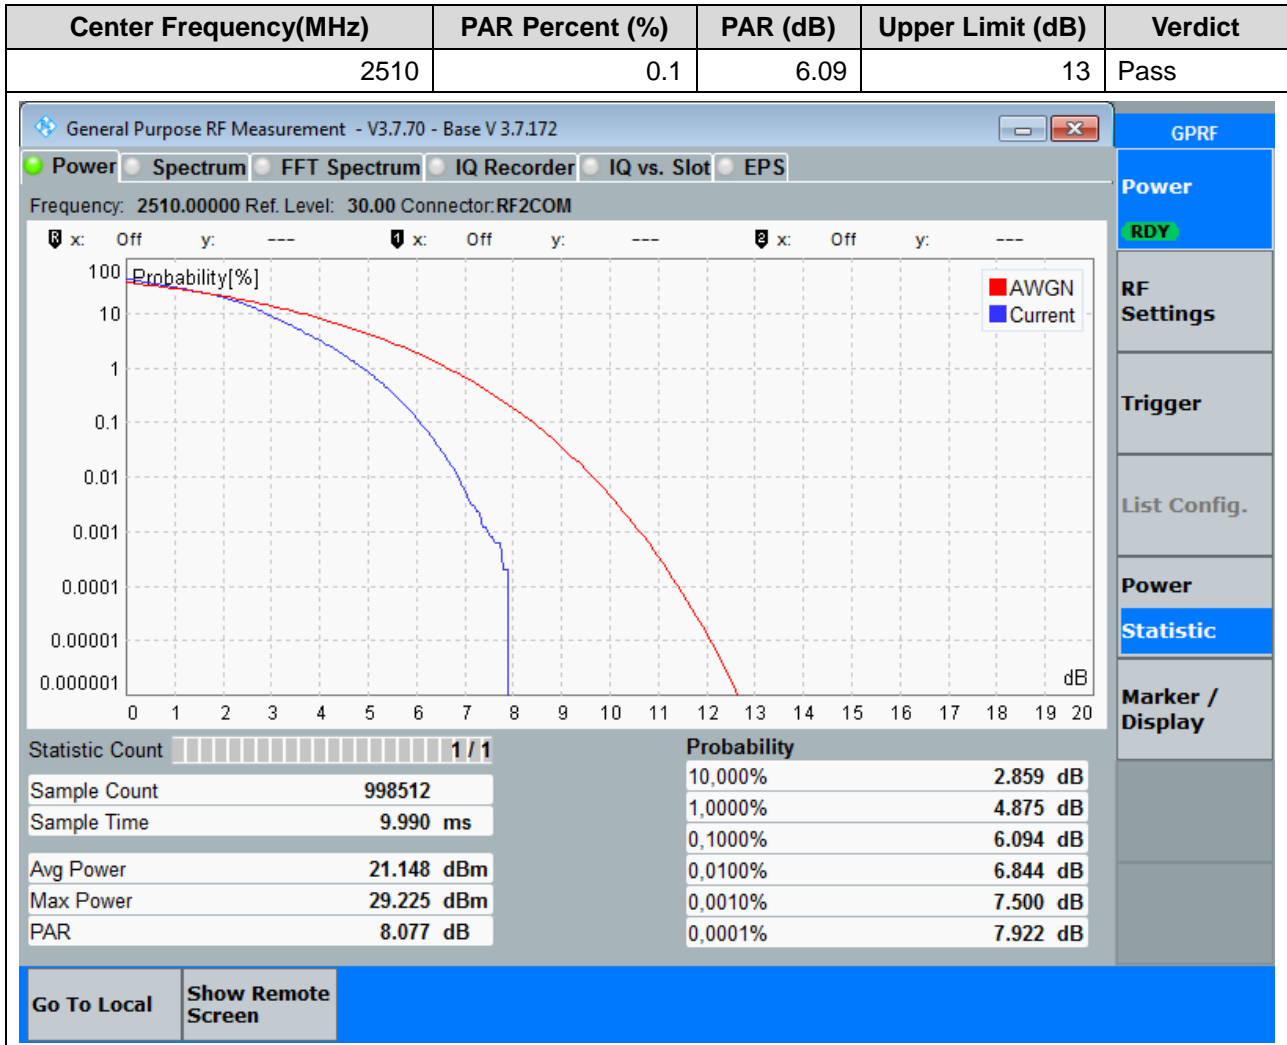 Center Frequency(MHz) PAR Percent (%) PAR (dB) Upper Limit (dB) Verdict
2510 0.1 6.09 13 Pass
General Purpose RF Measurement - V3.7.70 - Base V 3.7.172
GPRF
Power Spectrum FFT Spectrum IQ Recorder IQ vs. Slot EPS
Power
RDY
Frequency: 2510.00000 Ref. Level: 30.00 Connector:RF2COM
R x: Off y: --- 1 x: Off y: --- 2 x: Off y: ---
Probability[%]
AWGN
Current
100
10
1
0.1
0.01
0.001
0.0001
0.00001
0.000001
dB
0 1 2 3 4 5 6 7 8 9 10 11 12 13 14 15 16 17 18 19 20
RF
Settings
Trigger
List Config.
Power
Statistic
Marker /
Display
Statistic Count 1 / 1
Sample Count 998512
Sample Time 9.990 ms
Avg Power 21.148 dBm
Max Power 29.225 dBm
PAR 8.077 dB
Probability
10,000% 2.859 dB
1,0000% 4.875 dB
0,1000% 6.094 dB
0,0100% 6.844 dB
0,0010% 7.500 dB
0,0001% 7.922 dB
Go To Local
Show Remote
Screen